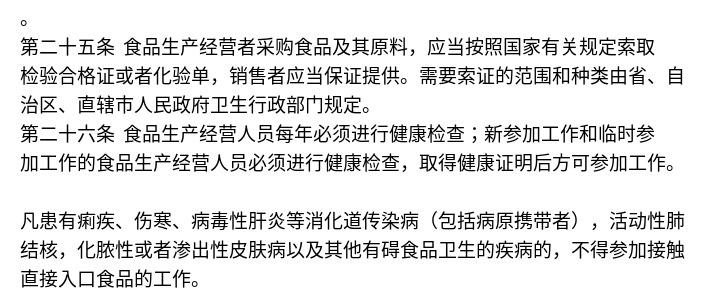 。
第二十五条 食品生产经营者采购食品及其原料，应当按照国家有关规定索取
检验合格证或者化验单，销售者应当保证提供。需要索证的范围和种类由省、自
治区、直辖市人民政府卫生行政部门规定。
第二十六条 食品生产经营人员每年必须进行健康检查；新参加工作和临时参
加工作的食品生产经营人员必须进行健康检查，取得健康证明后方可参加工作。
凡患有痢疾、伤寒、病毒性肝炎等消化道传染病（包括病原携带者），活动性肺
结核，化脓性或者渗出性皮肤病以及其他有碍食品卫生的疾病的，不得参加接触
直接入口食品的工作。